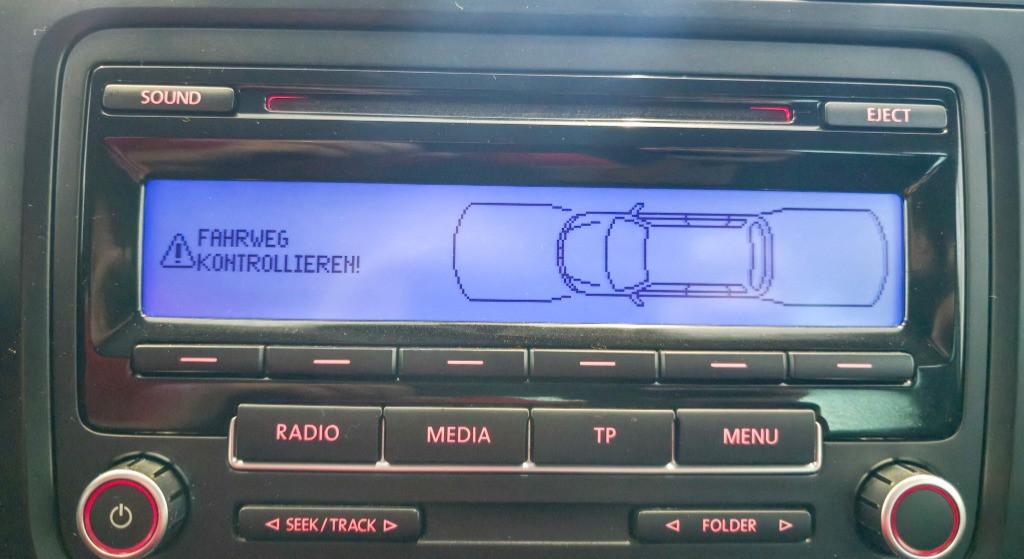 SOUND
EJECT
FAHRWEG
KONTROLLIEREN!
RADIO
MEDIA
TP
MENU
SEEK/TRACK
FOLDER